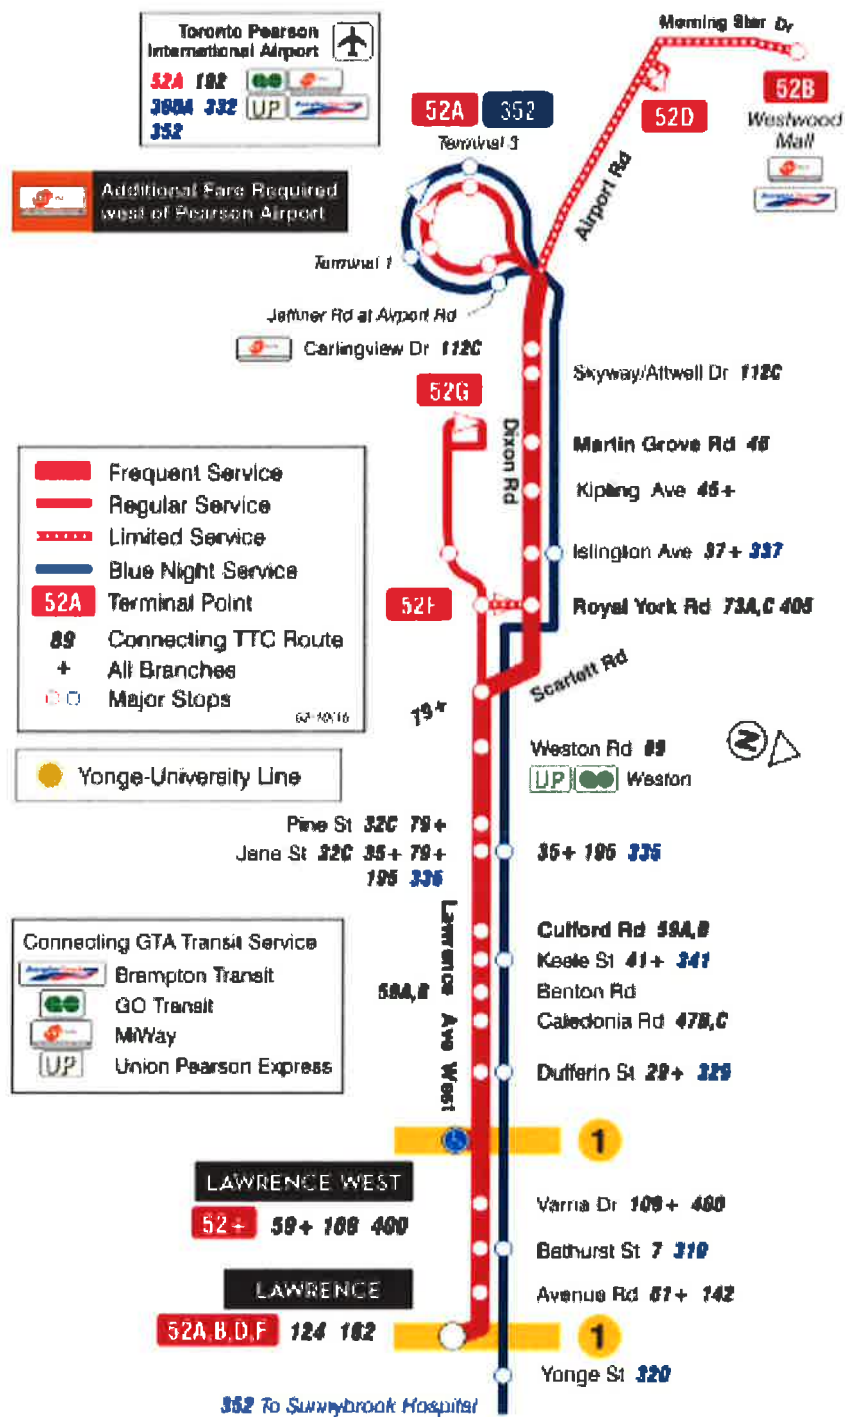 Morning Star Dr
Toronto Pearson
International Airport
52A 192
300A 332 UP
352
52A 352
Terminal 3
52D
52B
Westwood
Mall
Airport Rd
Additional Fare Required
west of Pearson Airport
Terminal 1
Jetliner Rd at Airport Rd
Carlingview Dr 112C
Skyway/Attwell Dr 112C
52G
Dixon Rd
Martin Grove Rd 46
Kipling Ave 45+
Islington Ave 37+ 337
52F
Royal York Rd 73A,C 405
Scarlett Rd
Frequent Service
Regular Service
Limited Service
Blue Night Service
52A Terminal Point
89 Connecting TTC Route
+ All Branches
Major Stops
79+
Weston Rd 89
UP Weston
N
Yonge-University Line
Pine St 32C 79+
Jane St 32C 35+ 79+
195 335
35+ 195 335
Lawrence Ave West
Culford Rd 59A,B
Keele St 41+ 341
59A,B
Benton Rd
Caledonia Rd 47B,C
Dufferin St 29+ 329
Connecting GTA Transit Service
Brampton Transit
GO Transit
MiWay
UP Union Pearson Express
1
LAWRENCE WEST
52+ 59+ 109 400
Varna Dr 109+ 400
Bathurst St 7 310
LAWRENCE
Avenue Rd 61+ 142
52A,B,D,F 124 162
1
Yonge St 320
352 To Sunnybrook Hospital